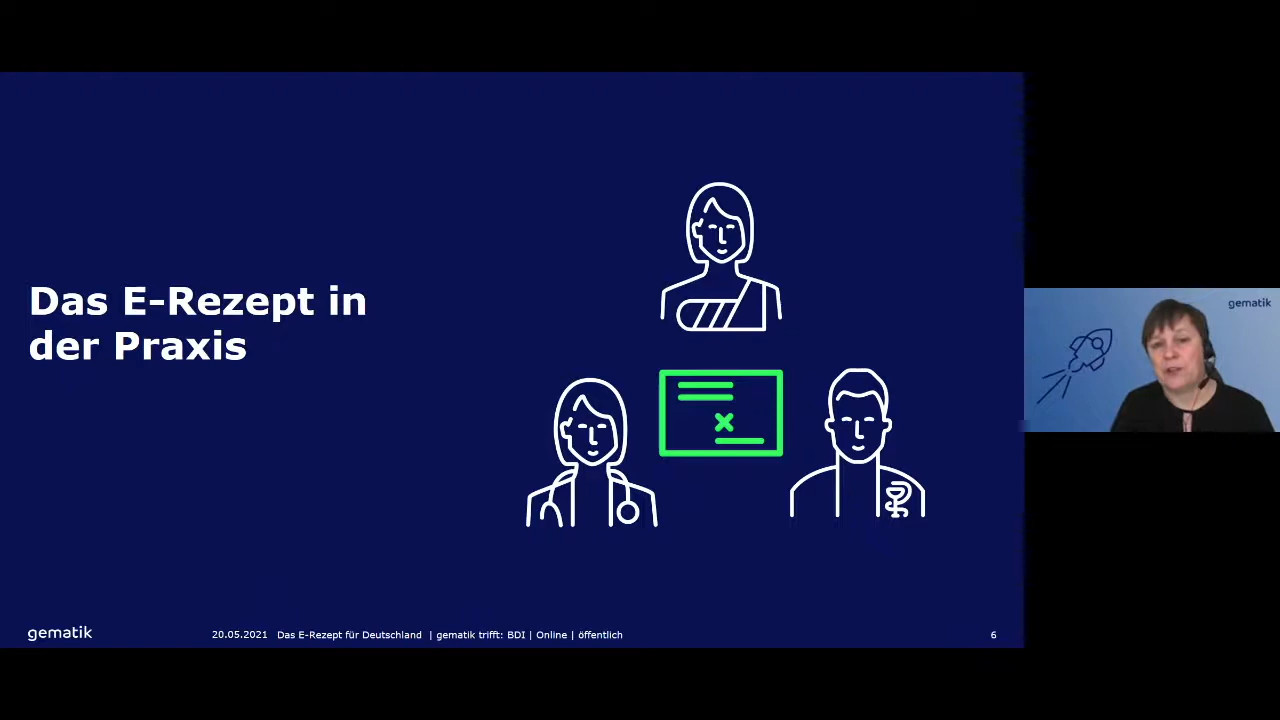 Das E-Rezept in
der Praxis
gematik
gematik
20.05.2021 Das E-Rezept für Deutschland | gematik trifft: BDI | Online | öffentlich
6